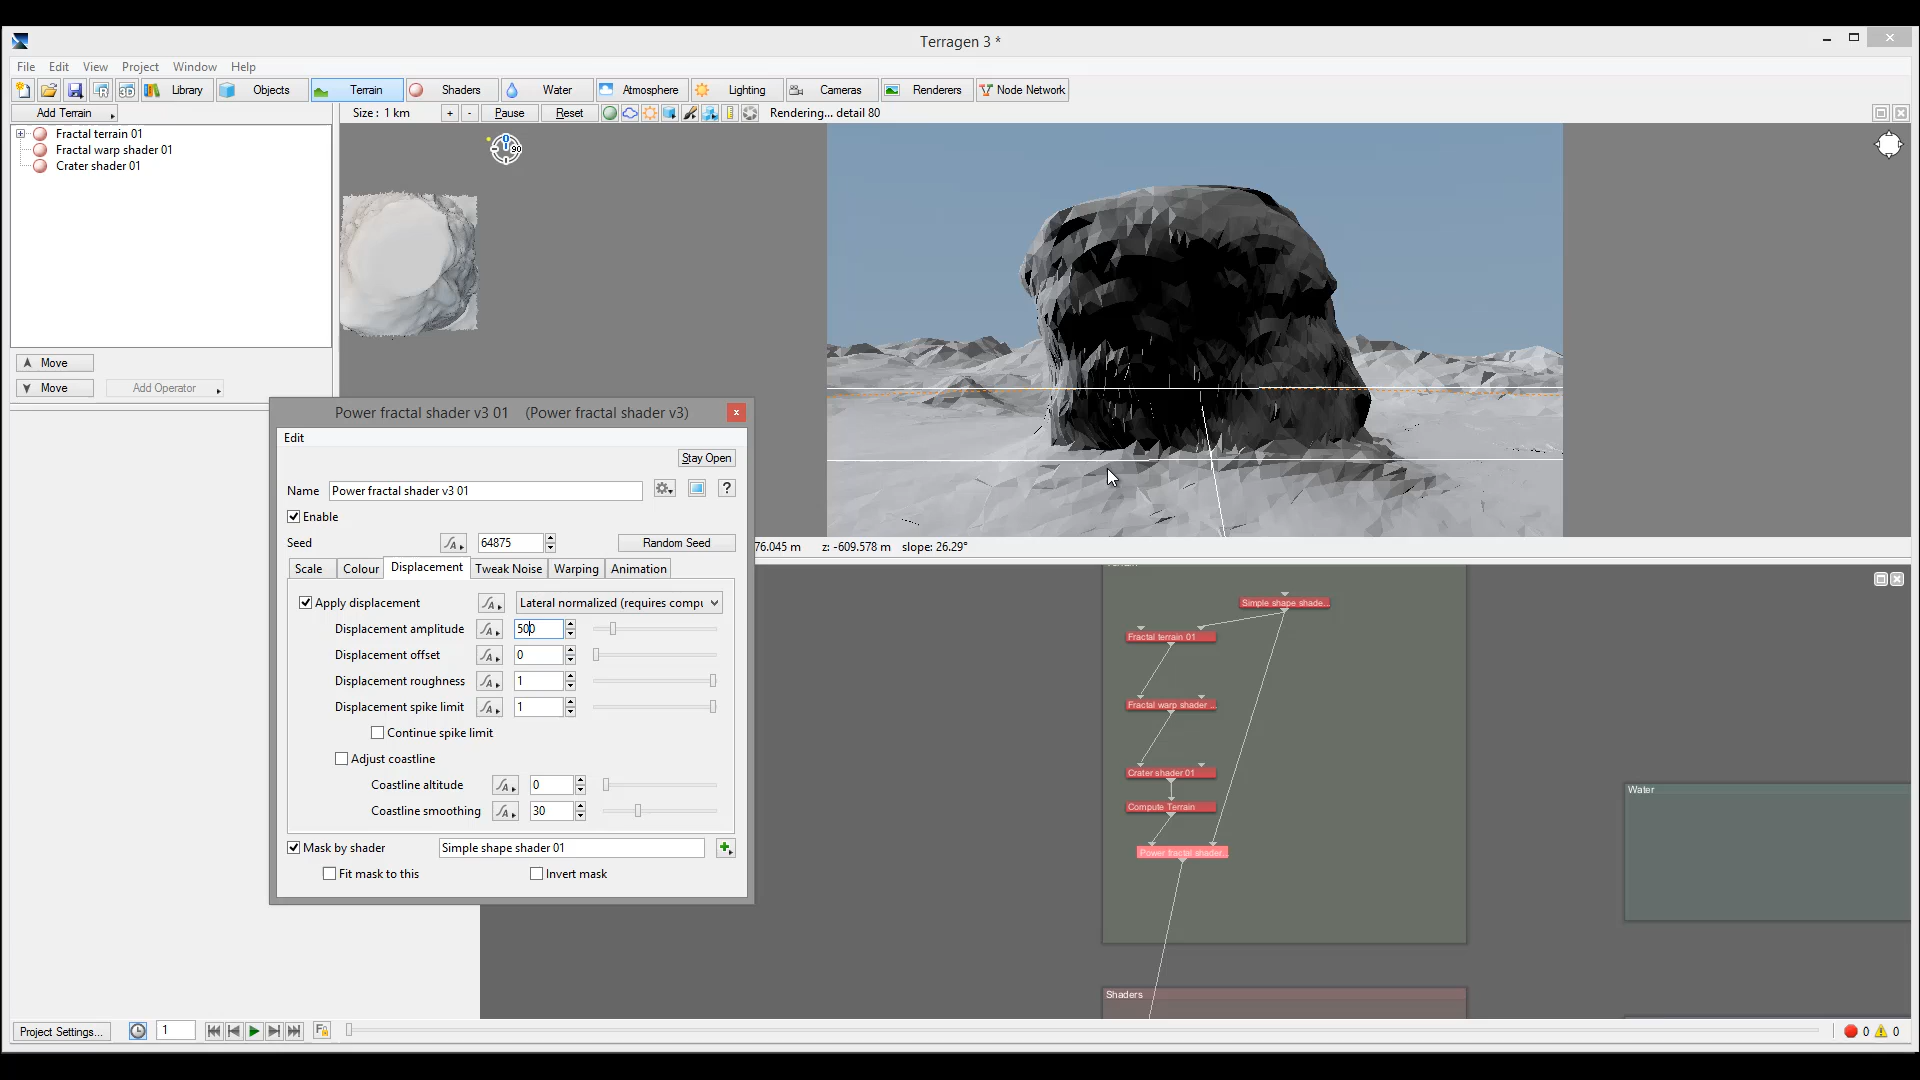 Terragen 3 *
File Edit View Project Window Help
Library Objects Terrain Shaders Water Atmosphere Lighting Cameras Renderers Node Network
Add Terrain
Size : 1 km + - Pause Reset Rendering... detail 80
Fractal terrain 01
Fractal warp shader 01
Crater shader 01
90
Move
Move Add Operator
Power fractal shader v3 01 (Power fractal shader v3)
Edit
Stay Open
Name Power fractal shader v3 01 ?
Enable
Seed 64875 Random Seed
Scale Colour Displacement Tweak Noise Warping Animation
Apply displacement Lateral normalized (requires compu
Displacement amplitude 500
Displacement offset 0
Displacement roughness 1
Displacement spike limit 1
Continue spike limit
Adjust coastline
Coastline altitude 0
Coastline smoothing 30
Mask by shader Simple shape shader 01
Fit mask to this Invert mask
76.045 m z: -609.578 m slope: 26.29°
Simple shape shade...
Fractal terrain 01
Fractal warp shader ...
Crater shader 01
Compute Terrain
Power fractal shader...
Water
Shaders
Project Settings... 1 0 0